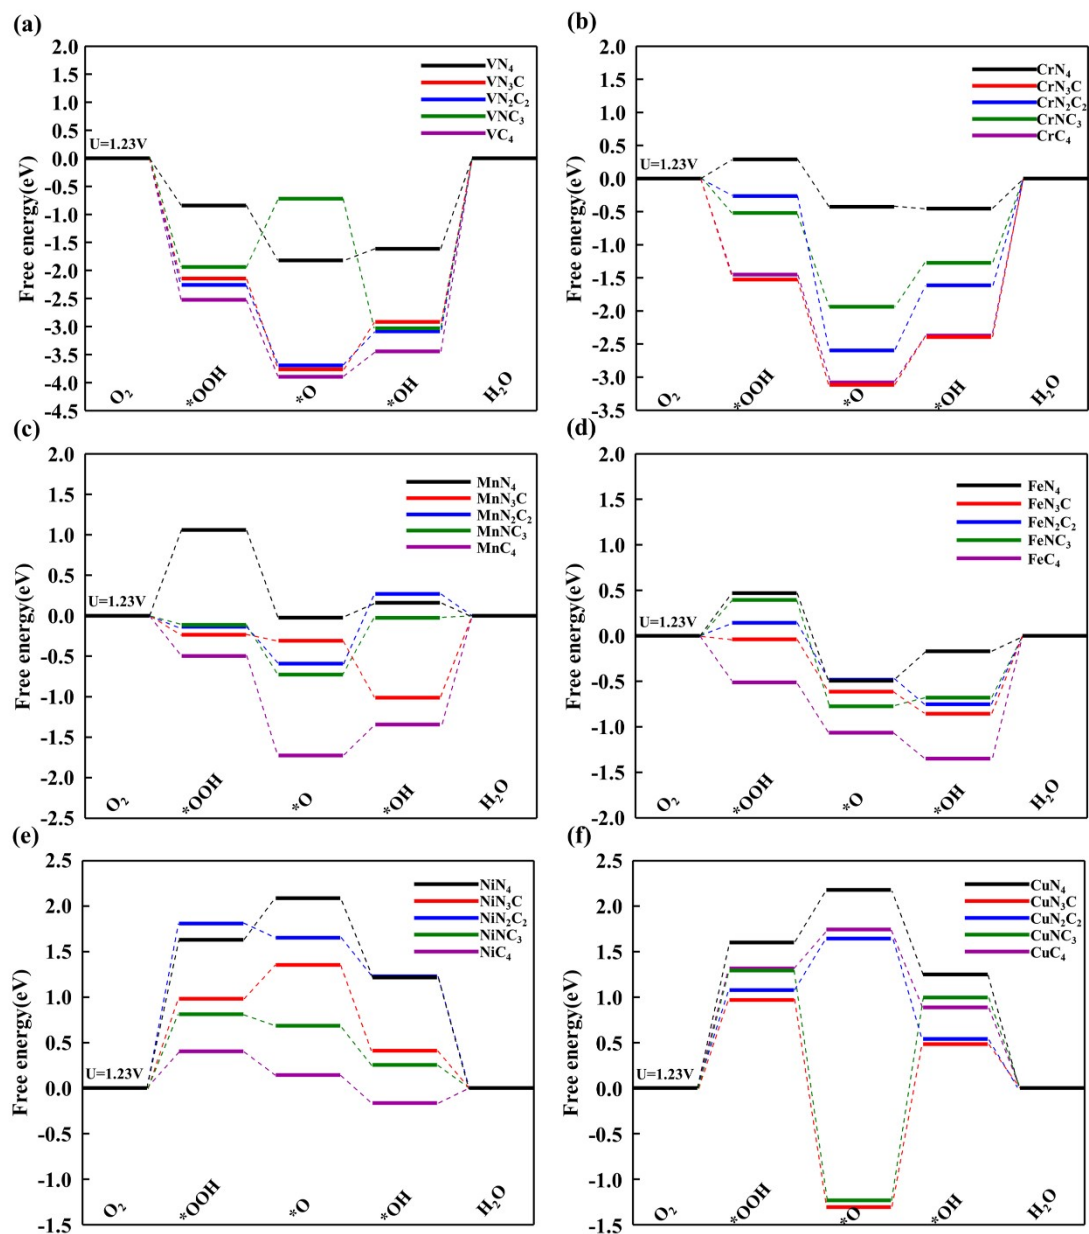 (a)
2.0
1.5
1.0
0.5
0.0
-0.5
-1.0
-1.5
-2.0
-2.5
-3.0
-3.5
-4.0
-4.5
Free energy(eV)
U=1.23V
VN₄
VN₃C
VN₂C₂
VNC₃
VC₄
O₂
*OOH
*O
*OH
H₂O
(b)
2.0
1.5
1.0
0.5
0.0
-0.5
-1.0
-1.5
-2.0
-2.5
-3.0
-3.5
Free energy(eV)
U=1.23V
CrN₄
CrN₃C
CrN₂C₂
CrNC₃
CrC₄
O₂
*OOH
*O
*OH
H₂O
(c)
2.0
1.5
1.0
0.5
0.0
-0.5
-1.0
-1.5
-2.0
-2.5
Free energy(eV)
U=1.23V
MnN₄
MnN₃C
MnN₂C₂
MnNC₃
MnC₄
O₂
*OOH
*O
*OH
H₂O
(d)
2.0
1.5
1.0
0.5
0.0
-0.5
-1.0
-1.5
-2.0
Free energy(eV)
U=1.23V
FeN₄
FeN₃C
FeN₂C₂
FeNC₃
FeC₄
O₂
*OOH
*O
*OH
H₂O
(e)
2.5
2.0
1.5
1.0
0.5
0.0
-0.5
-1.0
-1.5
Free energy(eV)
U=1.23V
NiN₄
NiN₃C
NiN₂C₂
NiNC₃
NiC₄
O₂
*OOH
*O
*OH
H₂O
(f)
2.5
2.0
1.5
1.0
0.5
0.0
-0.5
-1.0
-1.5
Free energy(eV)
U=1.23V
CuN₄
CuN₃C
CuN₂C₂
CuNC₃
CuC₄
O₂
*OOH
*O
*OH
H₂O